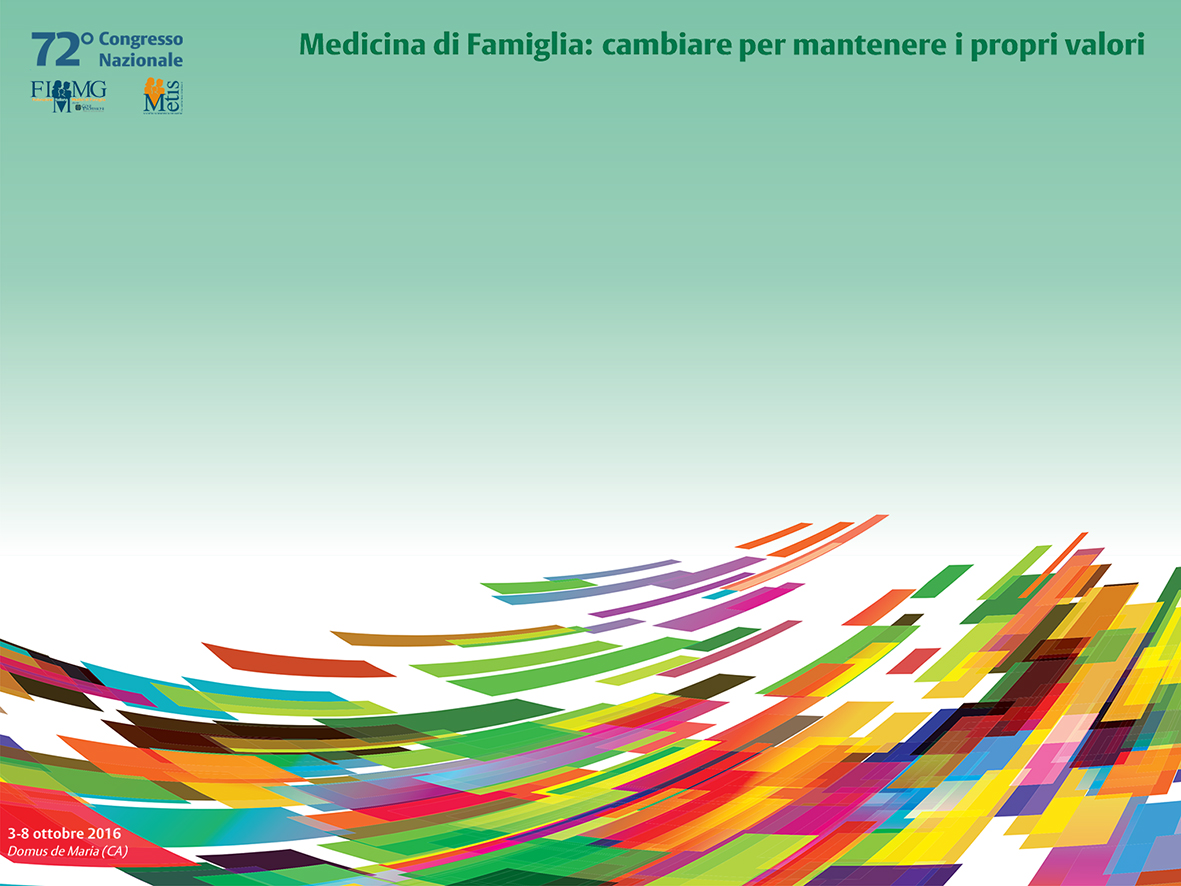 72° Congresso
Nazionale
FIMMG
Metis
Medicina di Famiglia: cambiare per mantenere i propri valori
3-8 ottobre 2016
Domus de Maria (CA)